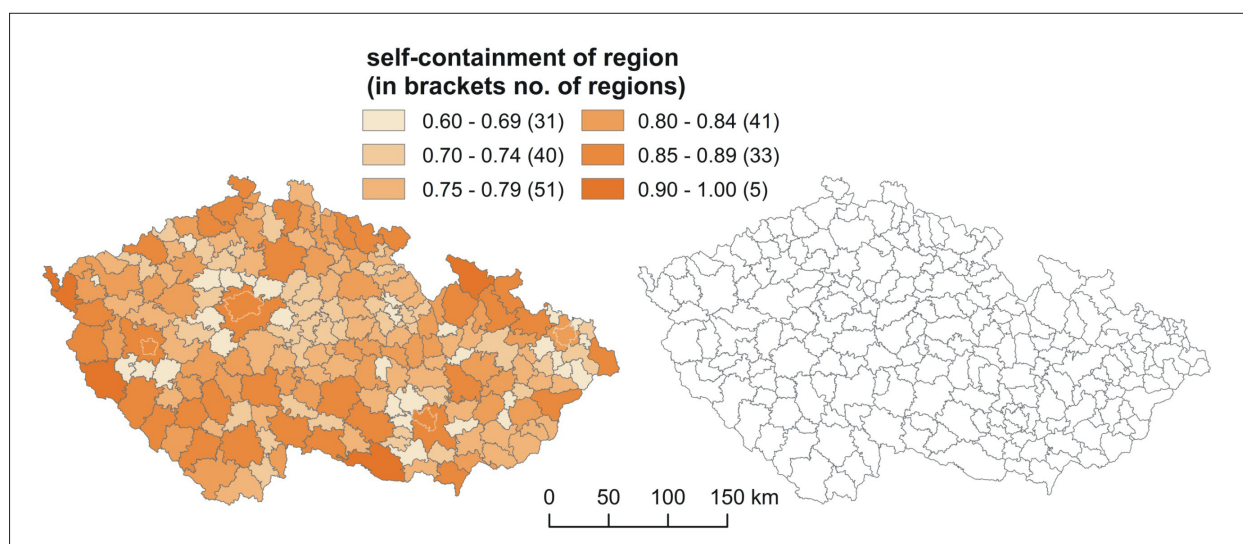 self-containment of region
(in brackets no. of regions)
0.60 - 0.69 (31)
0.80 - 0.84 (41)
0.70 - 0.74 (40)
0.85 - 0.89 (33)
0.75 - 0.79 (51)
0.90 - 1.00 (5)
0 50 100 150 km